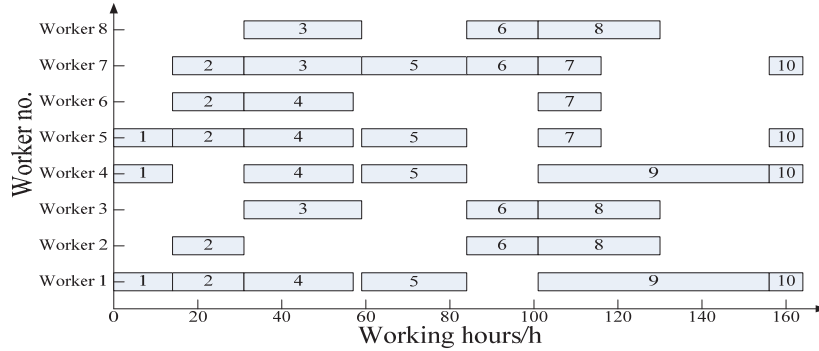 Worker no.
Worker 8 3 6 8
Worker 7 2 3 5 6 7 10
Worker 6 2 4 7
Worker 5 1 2 4 5 7 10
Worker 4 1 4 5 9 10
Worker 3 3 6 8
Worker 2 2 6 8
Worker 1 1 2 4 5 9 10
0 20 40 60 80 100 120 140 160
Working hours/h